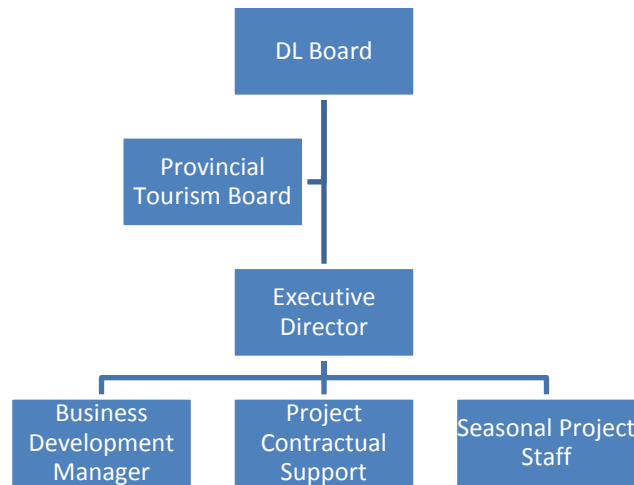 DL Board
Provincial
Tourism Board
Executive
Director
Business
Development
Manager
Project
Contractual
Support
Seasonal Project
Staff